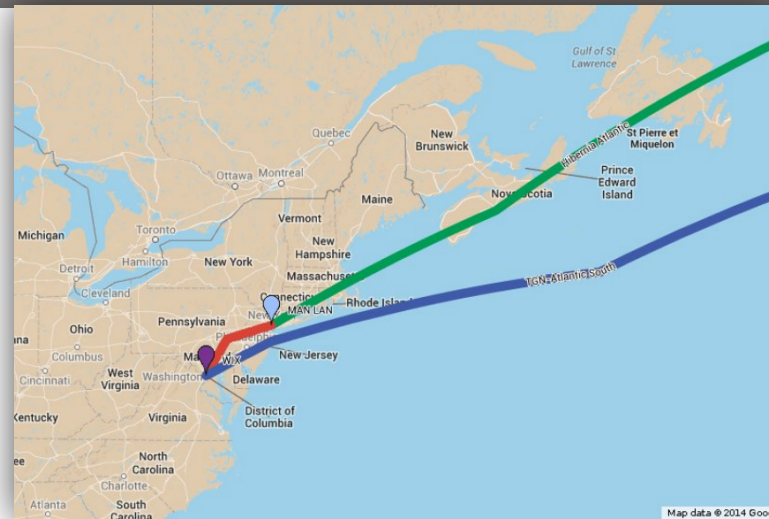 Gulf of St
Lawrence
Quebec
New
Brunswick
St Pierre et
Miquelon
Hibernia Atlantic
Prince
Edward
Island
Ottawa
Montreal
Maine
Nova Scotia
Toronto
Vermont
Michigan
Hamilton
New York
New
Hampshire
Detroit
Massachuse
TGN-Atlantic South
Cleveland
Connecticut
Rhode Island
MAN LAN
Pennsylvania
Ohio
Philadelphia
New Jersey
Columbus
WIX
West
Virginia
Washington
Delaware
Cincinnati
District of
Columbia
Kentucky
Virginia
North
Carolina
Charlotte
Atlanta
South
Carolina
Map data © 2014 Goo